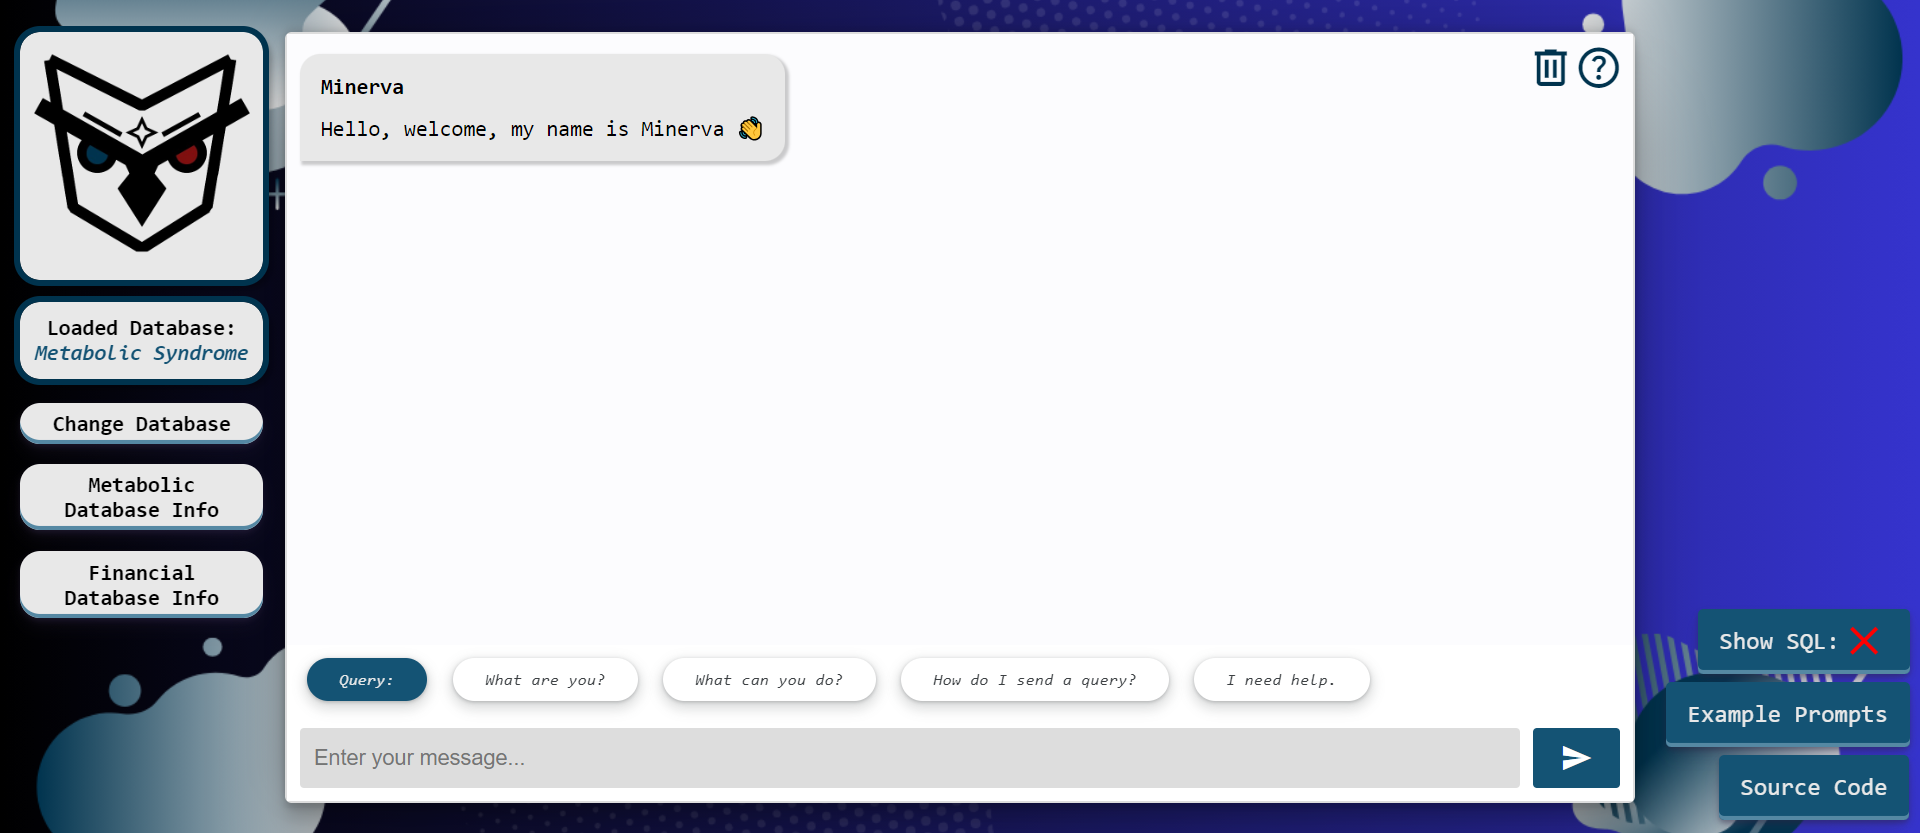 Minerva
Hello, welcome, my name is Minerva 👋
Loaded Database:
Metabolic Syndrome
Change Database
Metabolic
Database Info
Financial
Database Info
Query:
What are you?
What can you do?
How do I send a query?
I need help.
Enter your message...
Show SQL: ❌
Example Prompts
Source Code